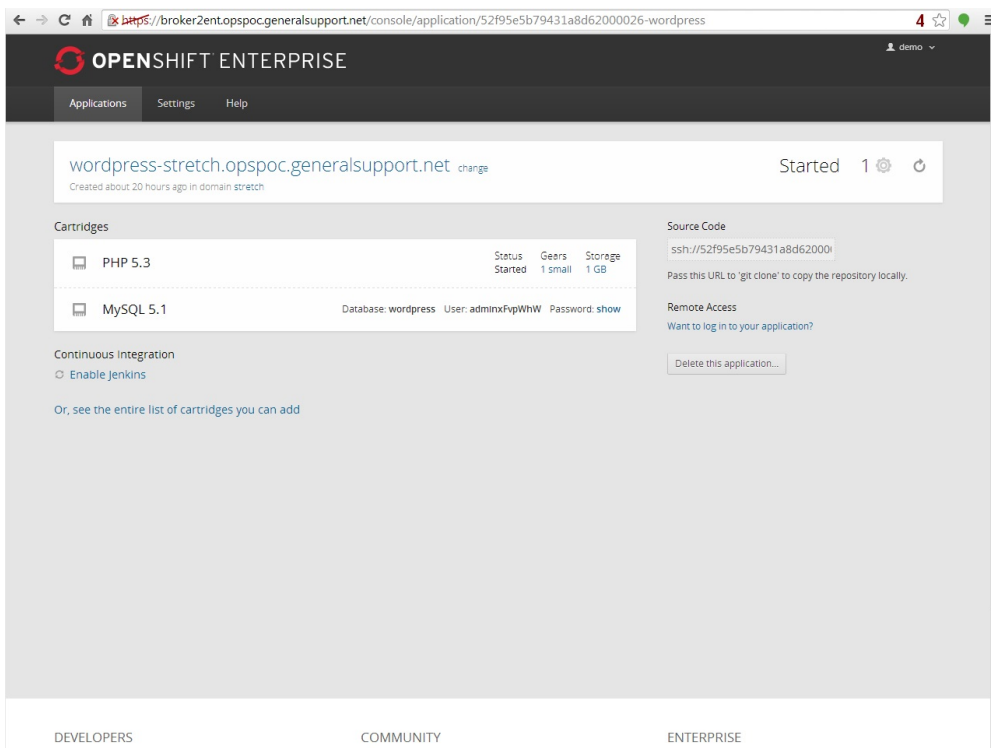 https://broker2ent.opspoc.generalsupport.net/console/application/52f95e5b79431a8d62000026-wordpress 4
OPENSHIFT ENTERPRISE
demo
Applications Settings Help
wordpress-stretch.opspoc.generalsupport.net change
Started 1
Created about 20 hours ago in domain stretch
Cartridges
PHP 5.3
Status Gears Storage
Started 1 small 1 GB
MySQL 5.1
Database: wordpress User: adminxFvpWhW Password: show
Continuous Integration
Enable Jenkins
Or, see the entire list of cartridges you can add
Source Code
ssh://52f95e5b79431a8d62000
Pass this URL to 'git clone' to copy the repository locally.
Remote Access
Want to log in to your application?
Delete this application...
DEVELOPERS COMMUNITY ENTERPRISE